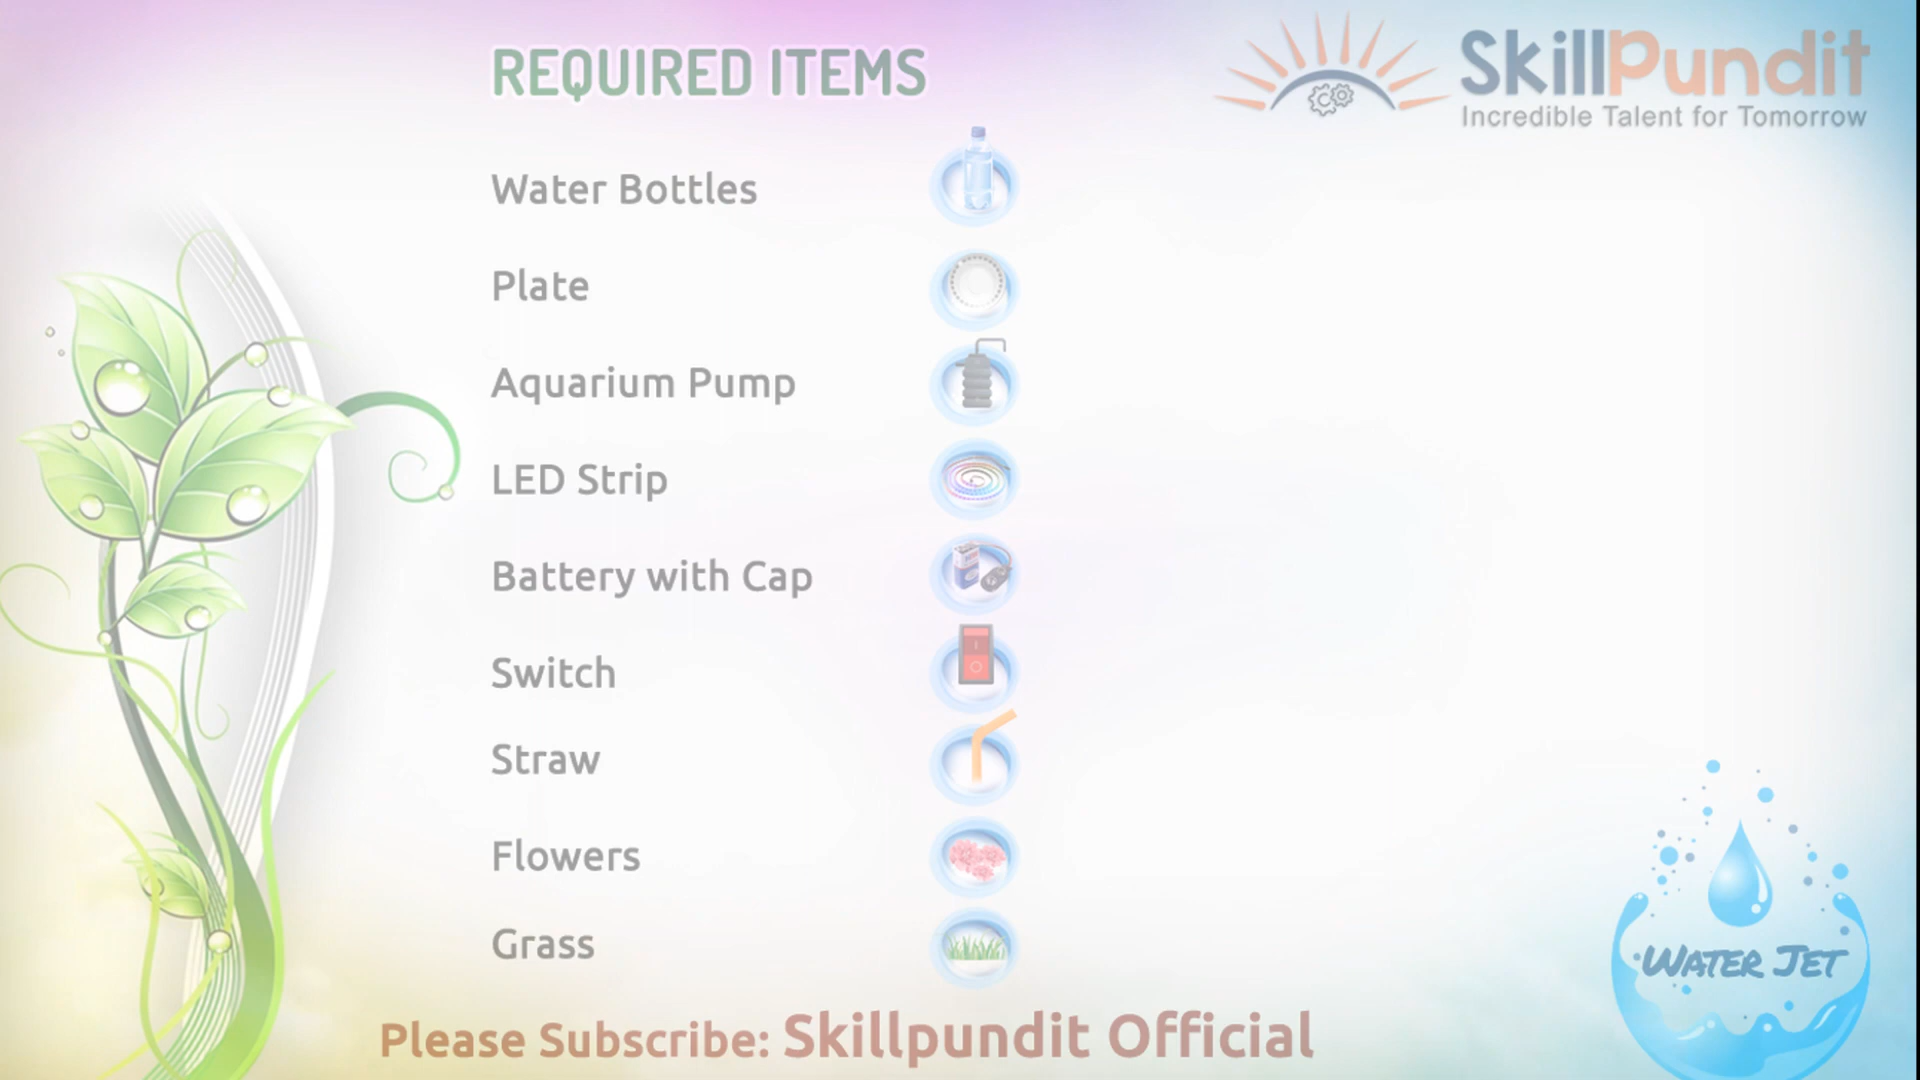 REQUIRED ITEMS
SkillPundit
Incredible Talent for Tomorrow
Water Bottles
Plate
Aquarium Pump
LED Strip
Battery with Cap
Switch
Straw
Flowers
Grass
WATER JET
Please Subscribe: Skillpundit Official